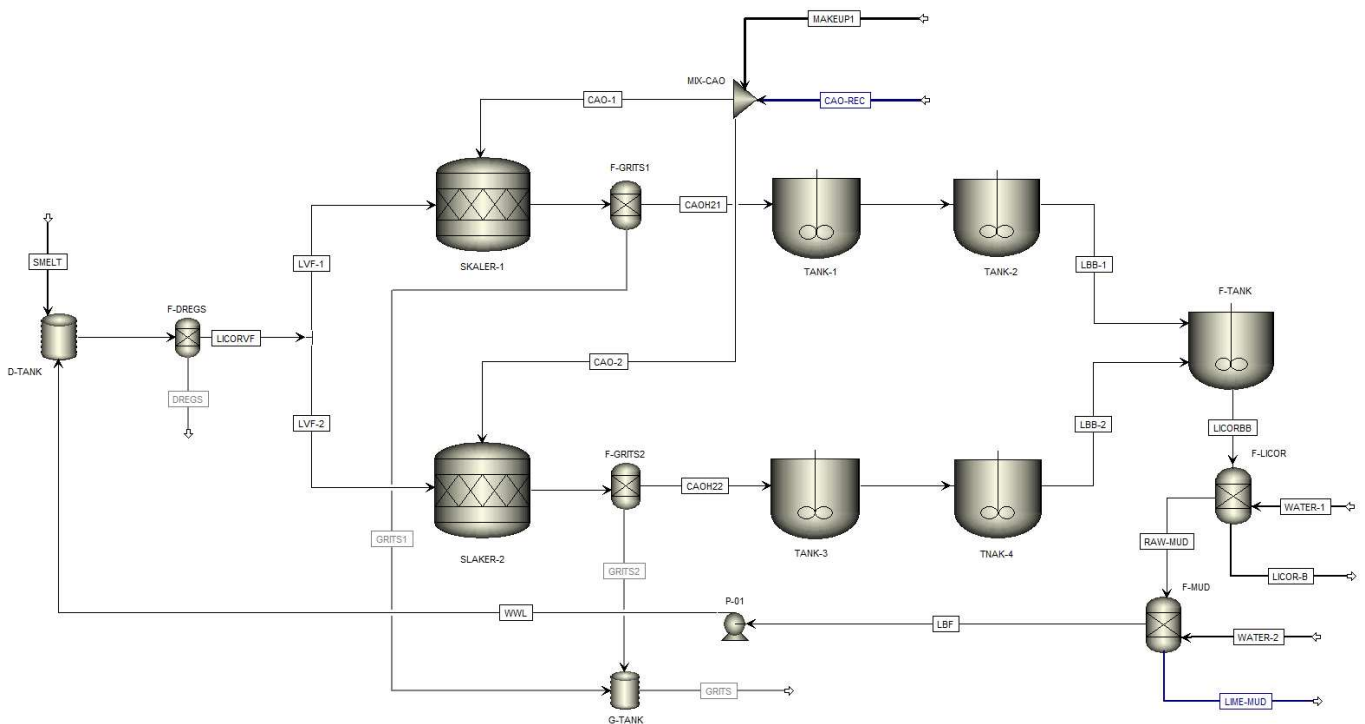 MAKEUP1
MIX-CAO
CAO-1
CAO-REC
F-GRITS1
CAOH21
SMELT
LVF-1
SKALER-1
TANK-1
TANK-2
LBB-1
F-TANK
F-DREGS
LICORVF
D-TANK
CAO-2
DREGS
LVF-2
LBB-2
LICORBB
F-GRITS2
CAOH22
F-LICOR
WATER-1
GRITS1
SLAKER-2
TANK-3
TNAK-4
RAW-MUD
GRITS2
LICOR-B
F-MUD
P-01
WWL
LBF
WATER-2
GRITS
LIME-MUD
G-TANK